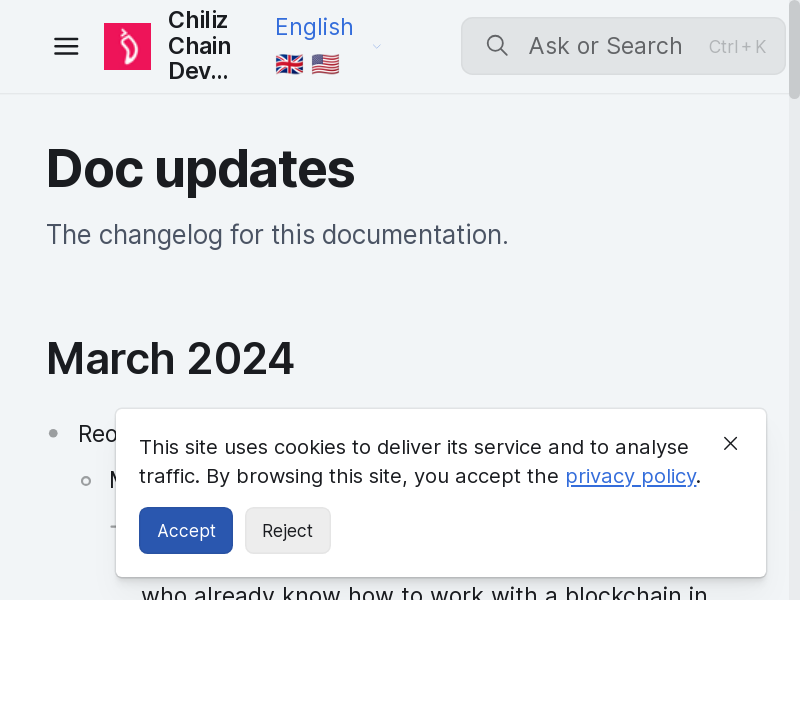 Chiliz
Chain
Dev...
English
🇬🇧 🇺🇸
Ask or Search
Ctrl + K
Doc updates
The changelog for this documentation.
March 2024
Reo
This site uses cookies to deliver its service and to analyse
traffic. By browsing this site, you accept the privacy policy.
Accept
Reject
who already know how to work with a blockchain in